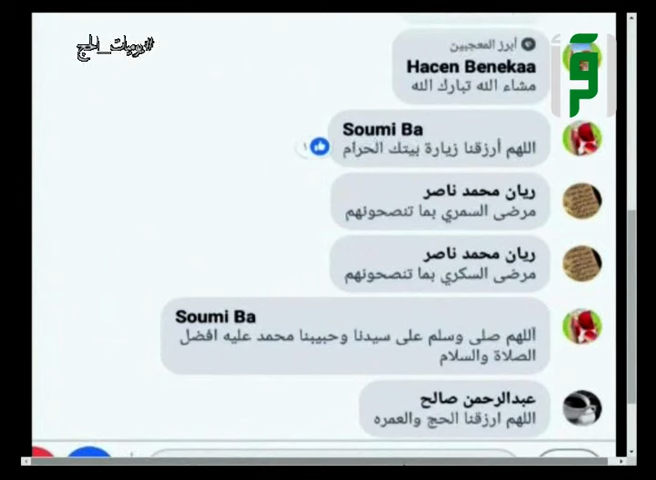 #يوميات_الحج
اقرأ
أبرز المعجبين
Hacen Benekaa
مشاء الله تبارك الله
Soumi Ba
اللهم أرزقنا زيارة بيتك الحرام
١
ريان محمد ناصر
مرضى السمري بما تنصحونهم
ريان محمد ناصر
مرضى السكري بما تنصحونهم
Soumi Ba
اللهم صلى وسلم على سيدنا وحبيبنا محمد عليه افضل
الصلاة والسلام
عبدالرحمن صالح
اللهم ارزقنا الحج والعمره